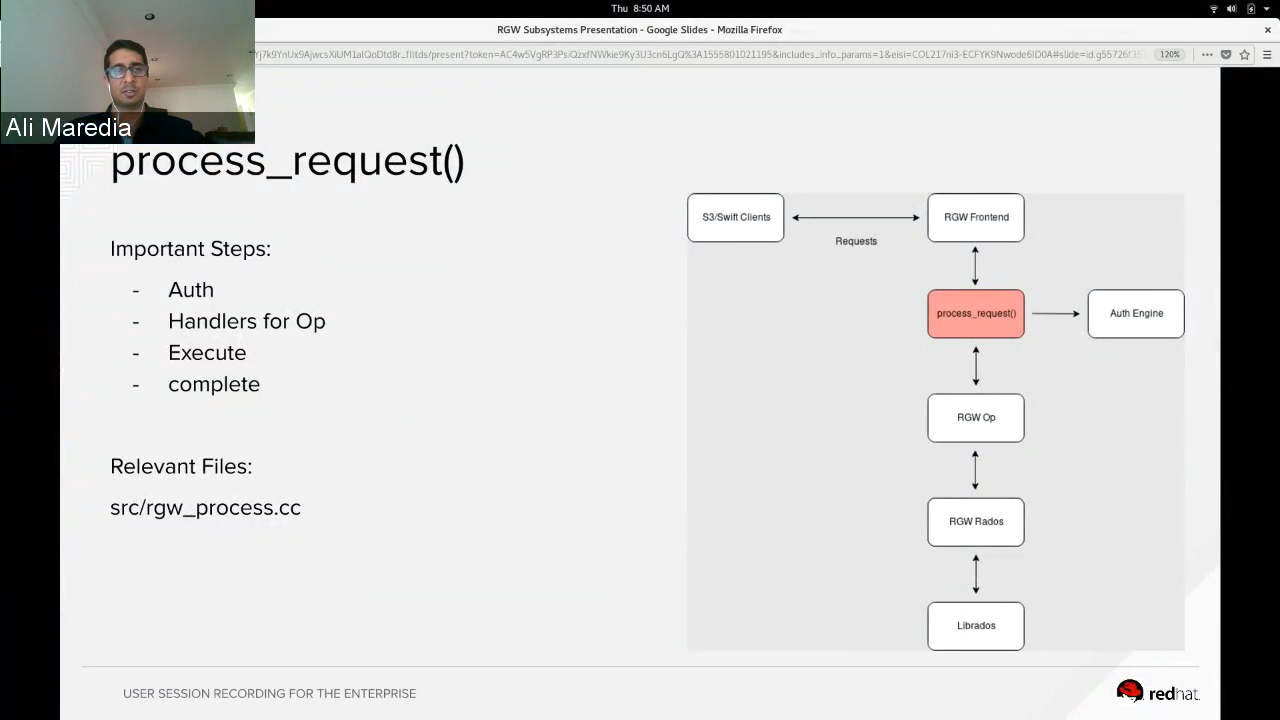 Thu 8:50 AM
RGW Subsystems Presentation - Google Slides - Mozilla Firefox
120%
Ali Maredia
process_request()
Important Steps:
- Auth
- Handlers for Op
- Execute
- complete
Relevant Files:
src/rgw_process.cc
S3/Swift Clients
Requests
RGW Frontend
process_request()
Auth Engine
RGW Op
RGW Rados
Librados
USER SESSION RECORDING FOR THE ENTERPRISE
redhat.